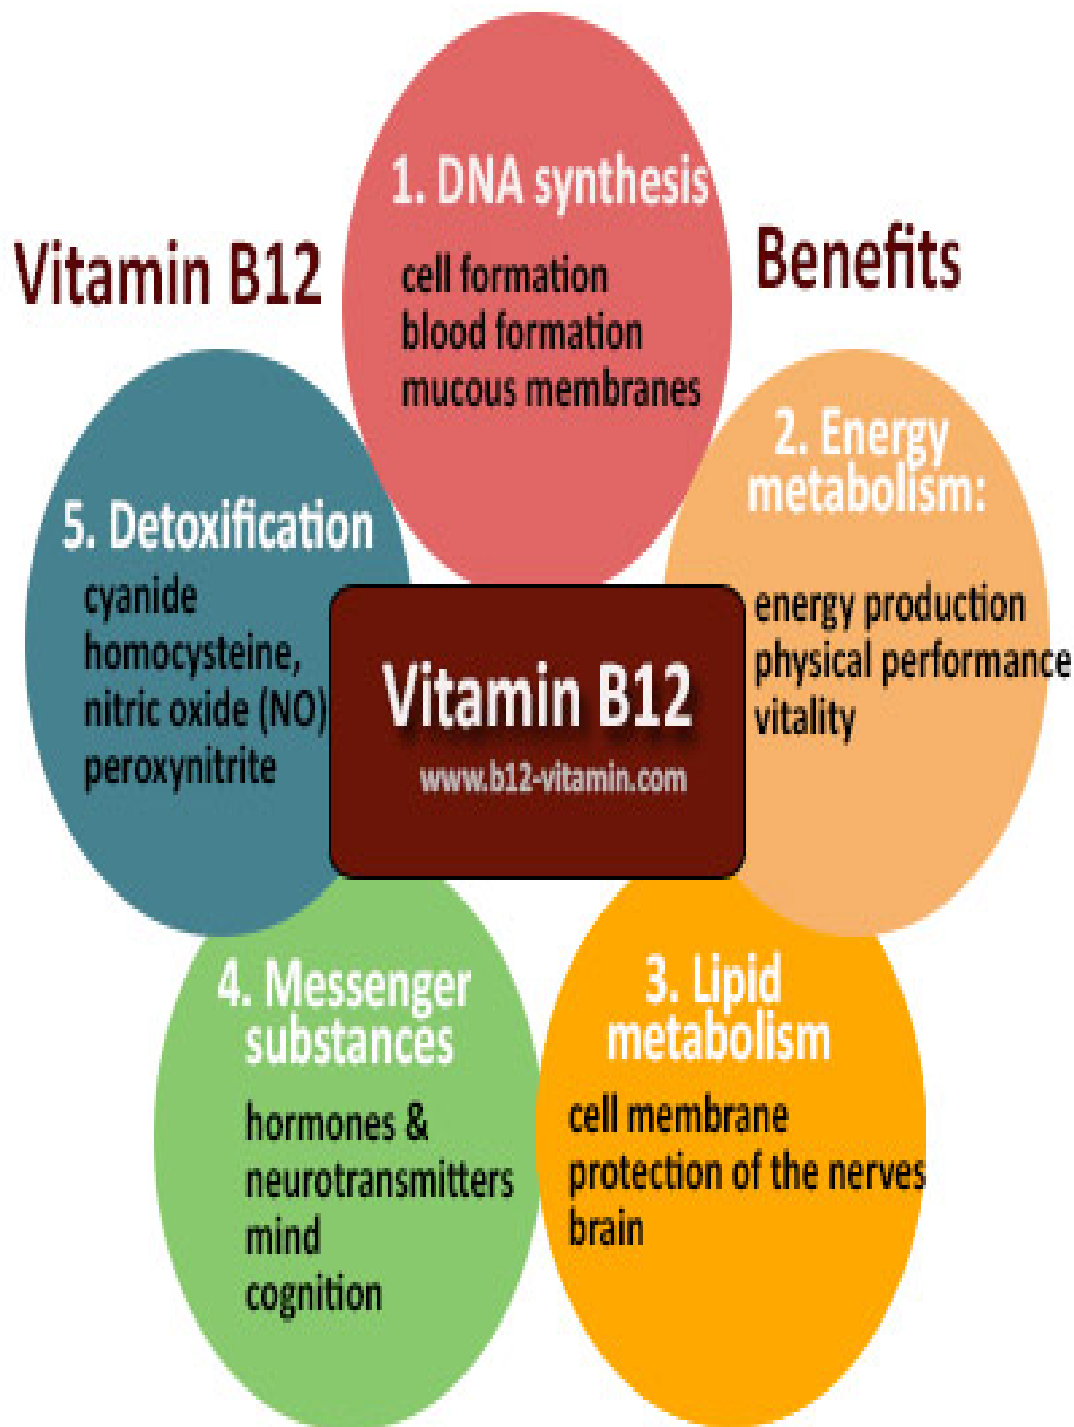 Vitamin B12
Benefits
1. DNA synthesis
cell formation
blood formation
mucous membranes
2. Energy
metabolism:
energy production
physical performance
vitality
3. Lipid
metabolism
cell membrane
protection of the nerves
brain
4. Messenger
substances
hormones &
neurotransmitters
mind
cognition
5. Detoxification
cyanide
homocysteine,
nitric oxide (NO)
peroxynitrite
Vitamin B12
www.b12-vitamin.com